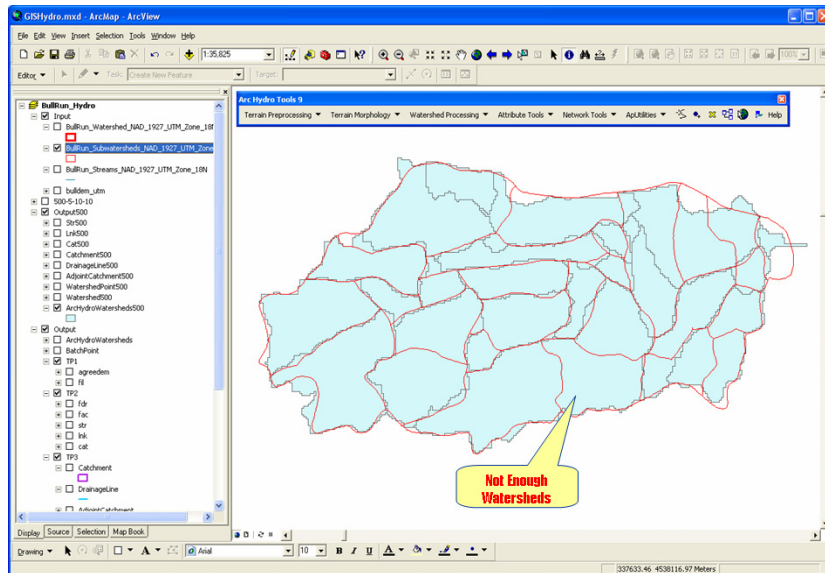 GISHydro.mxd - ArcMap - ArcView
File Edit View Insert Selection Tools Window Help
1:35,825
100%
Editor Task: Create New Feature Target:
BullRun_Hydro
Input
BullRun_Watershed_NAD_1927_UTM_Zone_18N
BullRun_Subwatersheds_NAD_1927_UTM_Zone
BullRun_Streams_NAD_1927_UTM_Zone_18N
bulldem_utm
500-5-10-10
Output500
Str500
Lnk500
Cat500
Catchment500
DrainageLine500
AdjointCatchment500
WatershedPoint500
Watershed500
ArcHydroWatersheds500
Output
ArcHydroWatersheds
BatchPoint
TP1
agreedem
fil
TP2
fdr
fac
str
lnk
cat
TP3
Catchment
DrainageLine
AdjointCatchment
Display Source Selection Map Book
Arc Hydro Tools 9
Terrain Preprocessing Terrain Morphology Watershed Processing Attribute Tools Network Tools ApUtilities Help
Not Enough
Watersheds
Drawing A Arial 10 B I U A
337633.46 4538116.97 Meters